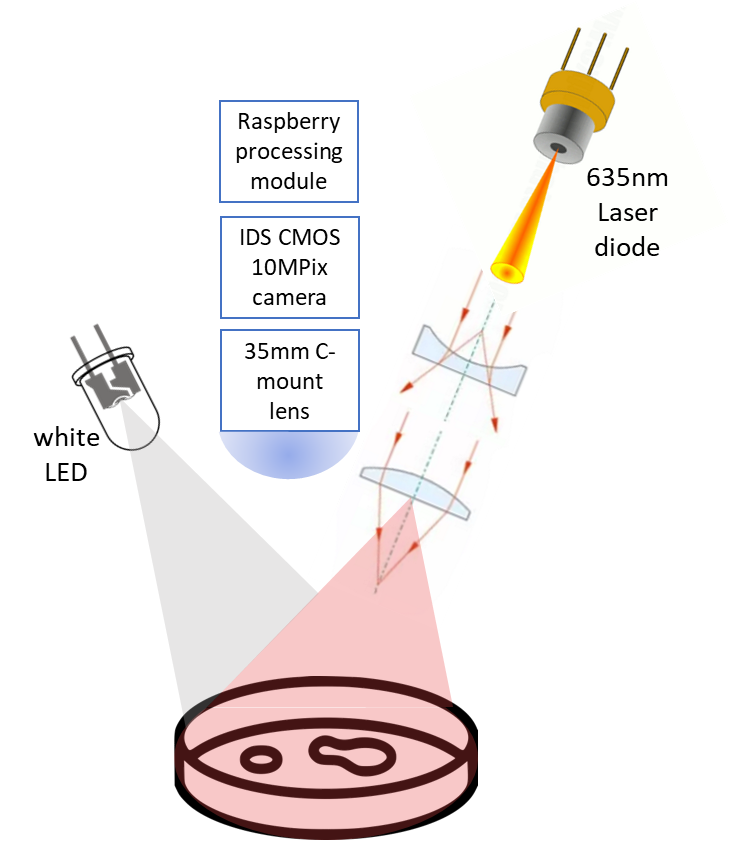 Raspberry
processing
module
IDS CMOS
10MPix
camera
35mm C-
mount
lens
635nm
Laser
diode
white
LED